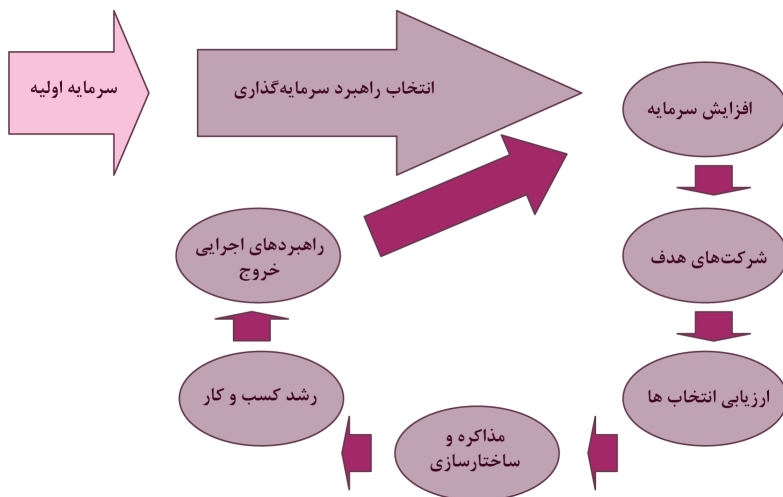 سرمایه اولیه
انتخاب راهبرد سرمایه‌گذاری
افزایش سرمایه
شرکت‌های هدف
ارزیابی انتخاب ها
مذاکره و
ساختارسازی
رشد کسب و کار
راهبردهای اجرایی
خروج